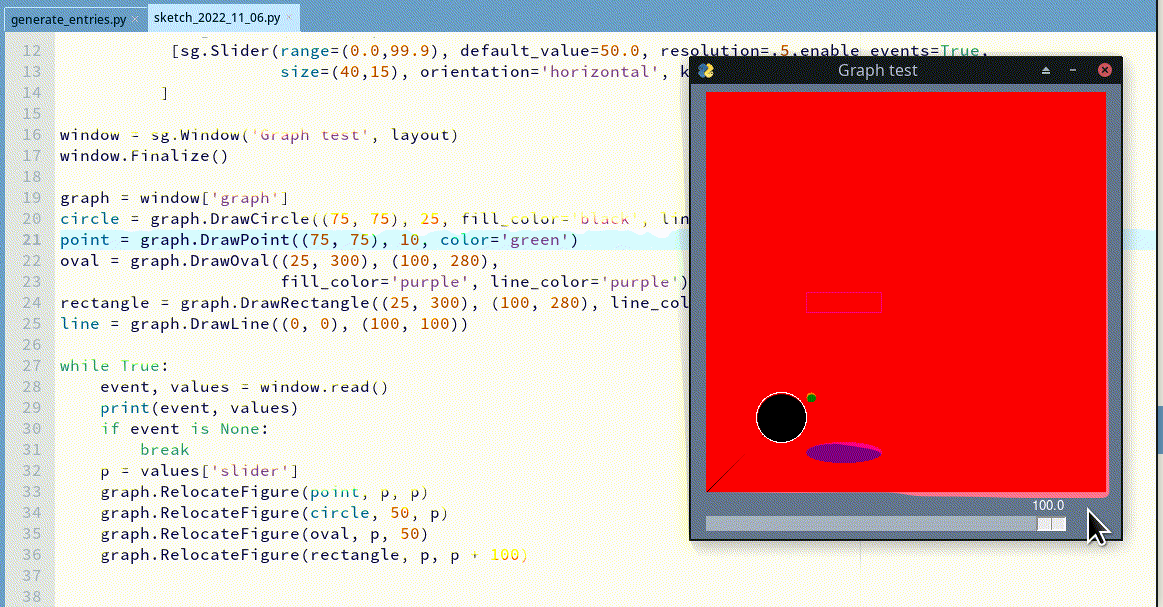 generate_entries.py
sketch_2022_11_06.py
12 [sg.Slider(range=(0.0,99.9), default_value=50.0, resolution=.5,enable_events=True,
13 size=(40,15), orientation='horizontal', k
14 ]
15
16 window = sg.Window('Graph test', layout)
17 window.Finalize()
18
19 graph = window['graph']
20 circle = graph.DrawCircle((75, 75), 25, fill_color='black', lin
21 point = graph.DrawPoint((75, 75), 10, color='green')
22 oval = graph.DrawOval((25, 300), (100, 280),
23 fill_color='purple', line_color='purple')
24 rectangle = graph.DrawRectangle((25, 300), (100, 280), line_col
25 line = graph.DrawLine((0, 0), (100, 100))
26
27 while True:
28 event, values = window.read()
29 print(event, values)
30 if event is None:
31 break
32 p = values['slider']
33 graph.RelocateFigure(point, p, p)
34 graph.RelocateFigure(circle, 50, p)
35 graph.RelocateFigure(oval, p, 50)
36 graph.RelocateFigure(rectangle, p, p + 100)
37
38
Graph test
100.0